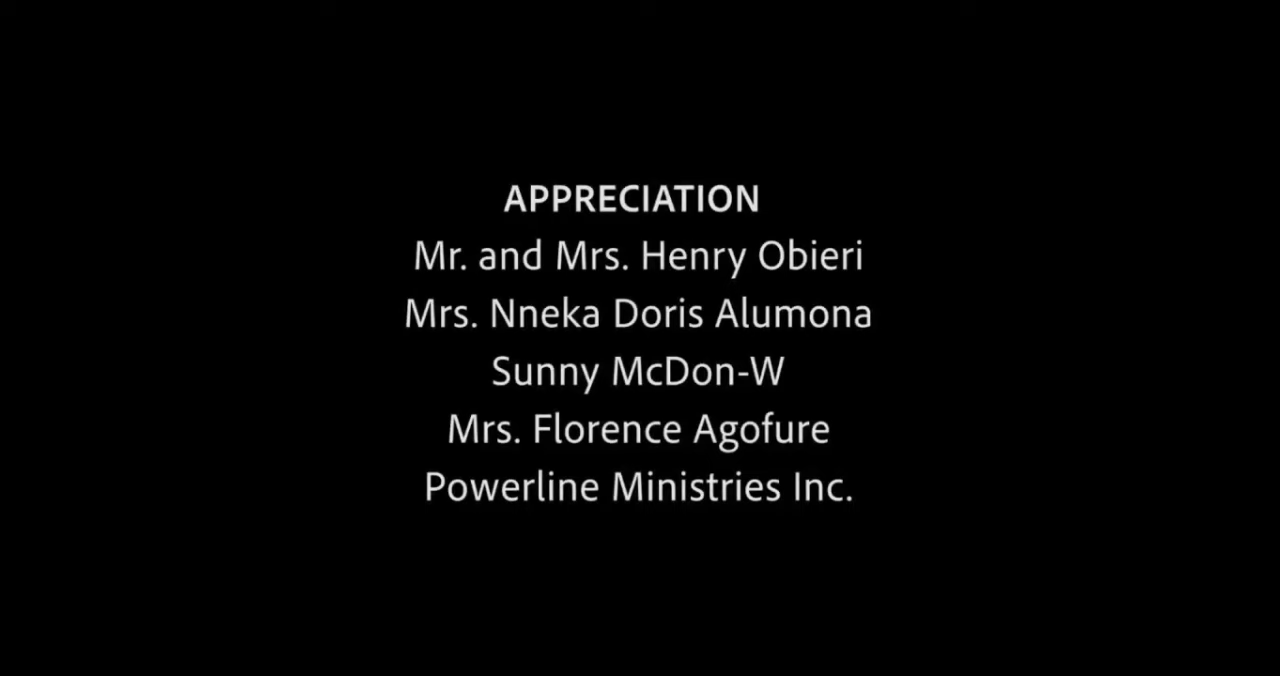 APPRECIATION
Mr. and Mrs. Henry Obieri
Mrs. Nneka Doris Alumona
Sunny McDon-W
Mrs. Florence Agofure
Powerline Ministries Inc.